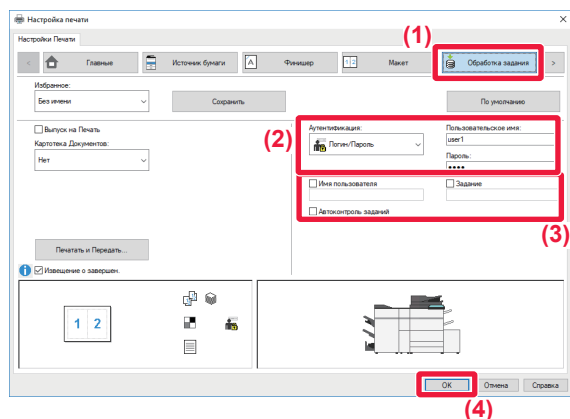 Настройка печати
Настройки Печати
(1)
Главные
Источник бумаги
A
Финишер
1 2
Макет
Обработка задания
Избранное:
Без имени
Сохранить
По умолчанию
Выпуск на Печать
Картотека Документов:
Нет
(2)
Аутентификация:
Логин/Пароль
Пользовательское имя:
user1
Пароль:
••••
Имя пользователя
Задание
Автоконтроль заданий
(3)
Печатать и Передать...
Извещение о завершен.
1 2
OK
Отмена
Справка
(4)